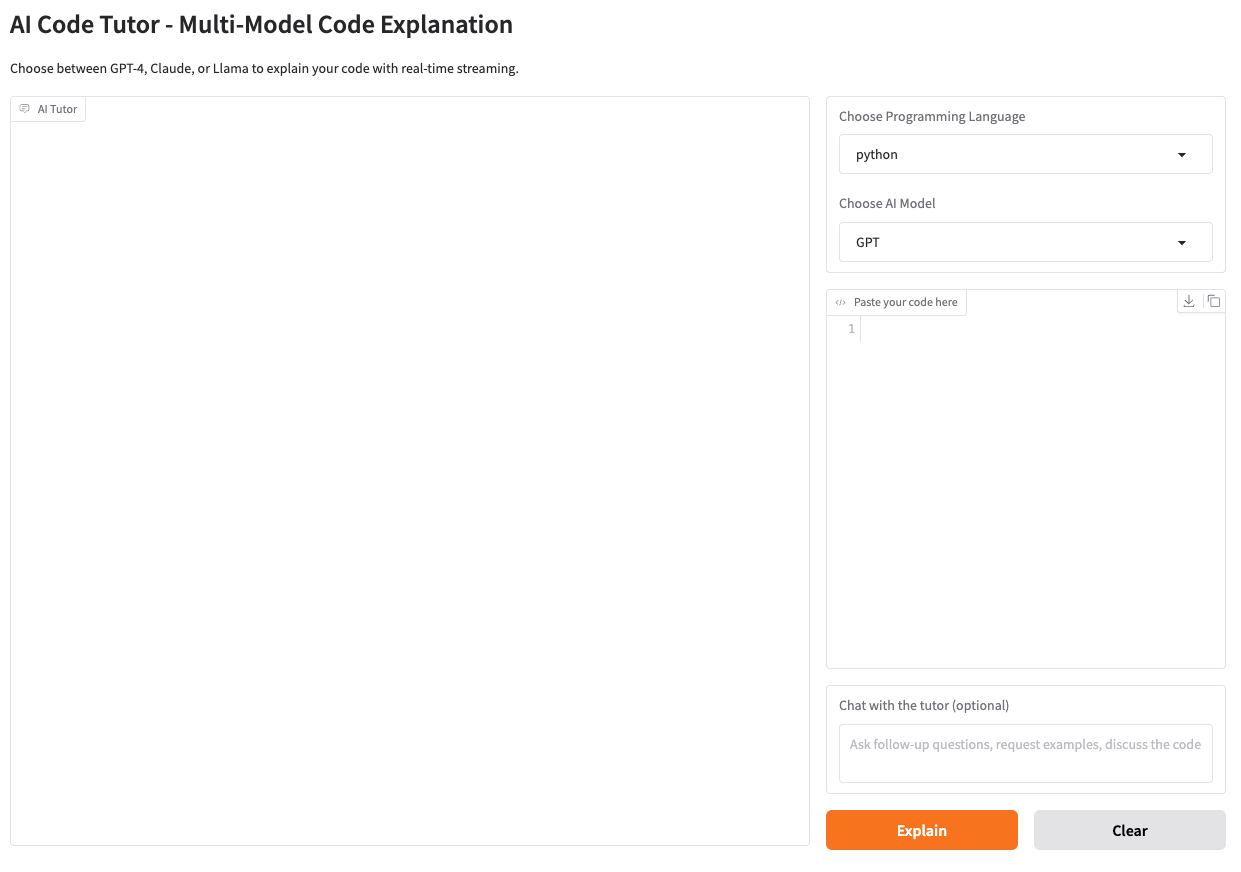 AI Code Tutor - Multi-Model Code Explanation
Choose between GPT-4, Claude, or Llama to explain your code with real-time streaming.
AI Tutor
Choose Programming Language
python
Choose AI Model
GPT
Paste your code here
1
Chat with the tutor (optional)
Ask follow-up questions, request examples, discuss the code
Explain
Clear